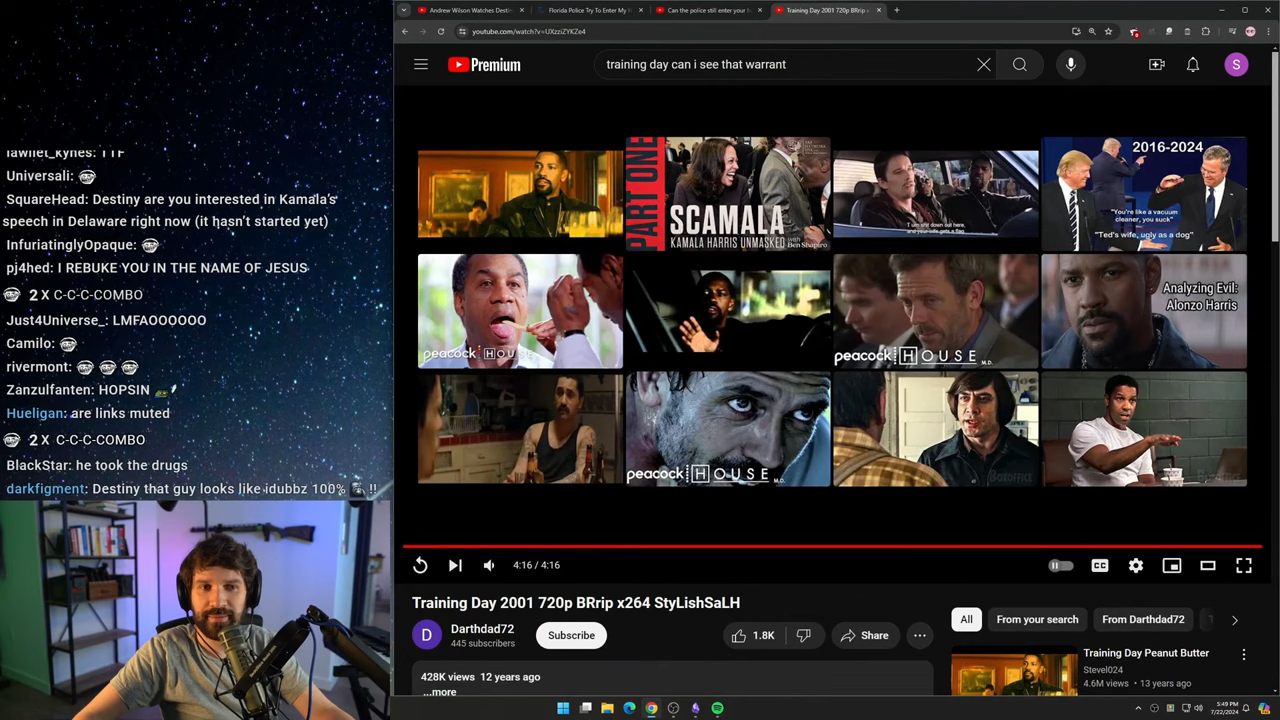 Andrew Wilson Watches Destin
Florida Police Try To Enter My F
Can the police still enter your
Training Day 2001 720p BRrip x
youtube.com/watch?v=UXzziZYKZe4
Premium
training day can i see that warrant
S
lawnet_kynes: TTF
Universali:
SquareHead: Destiny are you interested in Kamala's
speech in Delaware right now (it hasn't started yet)
InfuriatinglyOpaque:
pj4hed: I REBUKE YOU IN THE NAME OF JESUS
2 X C-C-C-COMBO
Just4Universe_: LMFAOOOOOO
Camilo:
rivermont:
Zanzulfanten: HOPSIN
Hueligan: are links muted
2 X C-C-C-COMBO
BlackStar: he took the drugs
darkfigment: Destiny that guy looks like idubbz 100% !!
PART ONE
SCAMALA
KAMALA HARRIS UNMASKED with Ben Shapiro
2016-2024
"You're like a vacuum
cleaner, you suck"
"Ted's wife, ugly as a dog"
peacock HOUSE M.D.
peacock HOUSE M.D.
Analyzing Evil:
Alonzo Harris
peacock HOUSE M.D.
BOXOFFICE
4:16 / 4:16
CC
Training Day 2001 720p BRrip x264 StyLishSaLH
D
Darthdad72
445 subscribers
Subscribe
1.8K
Share
428K views 12 years ago
...more
All
From your search
From Darthdad72
Training Day Peanut Butter
Stevel024
4.6M views • 13 years ago
5:49 PM
7/22/2024